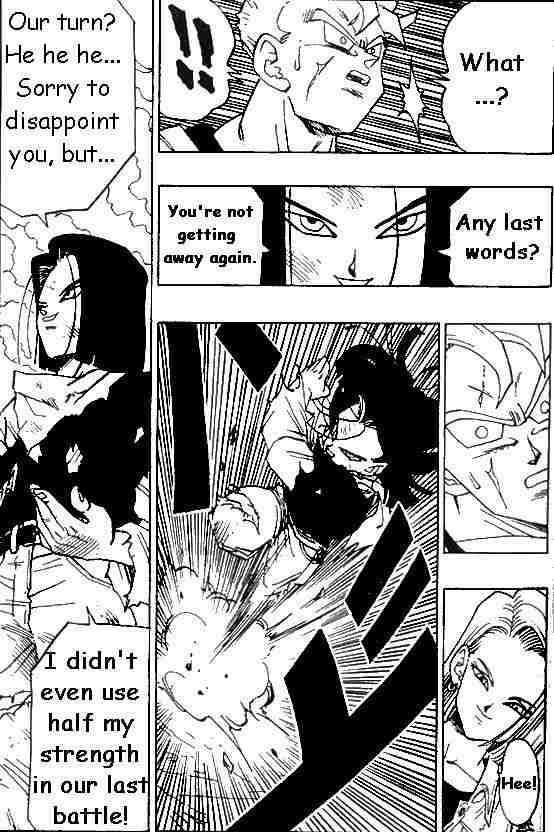 Our turn?
He he he...
Sorry to
disappoint
you, but...
I didn't
even use
half my
strength
in our last
battle!
!!
What
...?
You're not
getting
away again.
Any last
words?
Hee!